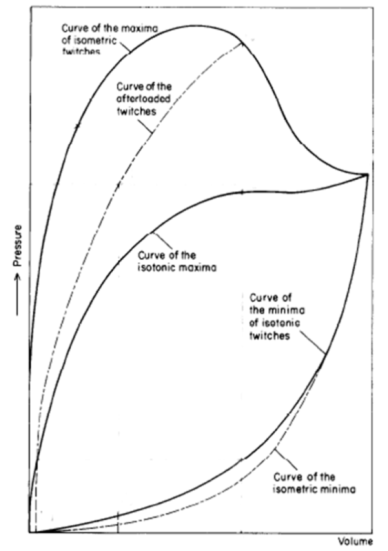 Curve of the maxima
of isometric
twitches
Curve of the
afterloaded
twitches
Pressure
Curve of the
isotonic maxima
Curve of
the minima
of isotonic
twitches
Curve of the
isometric minima
Volume